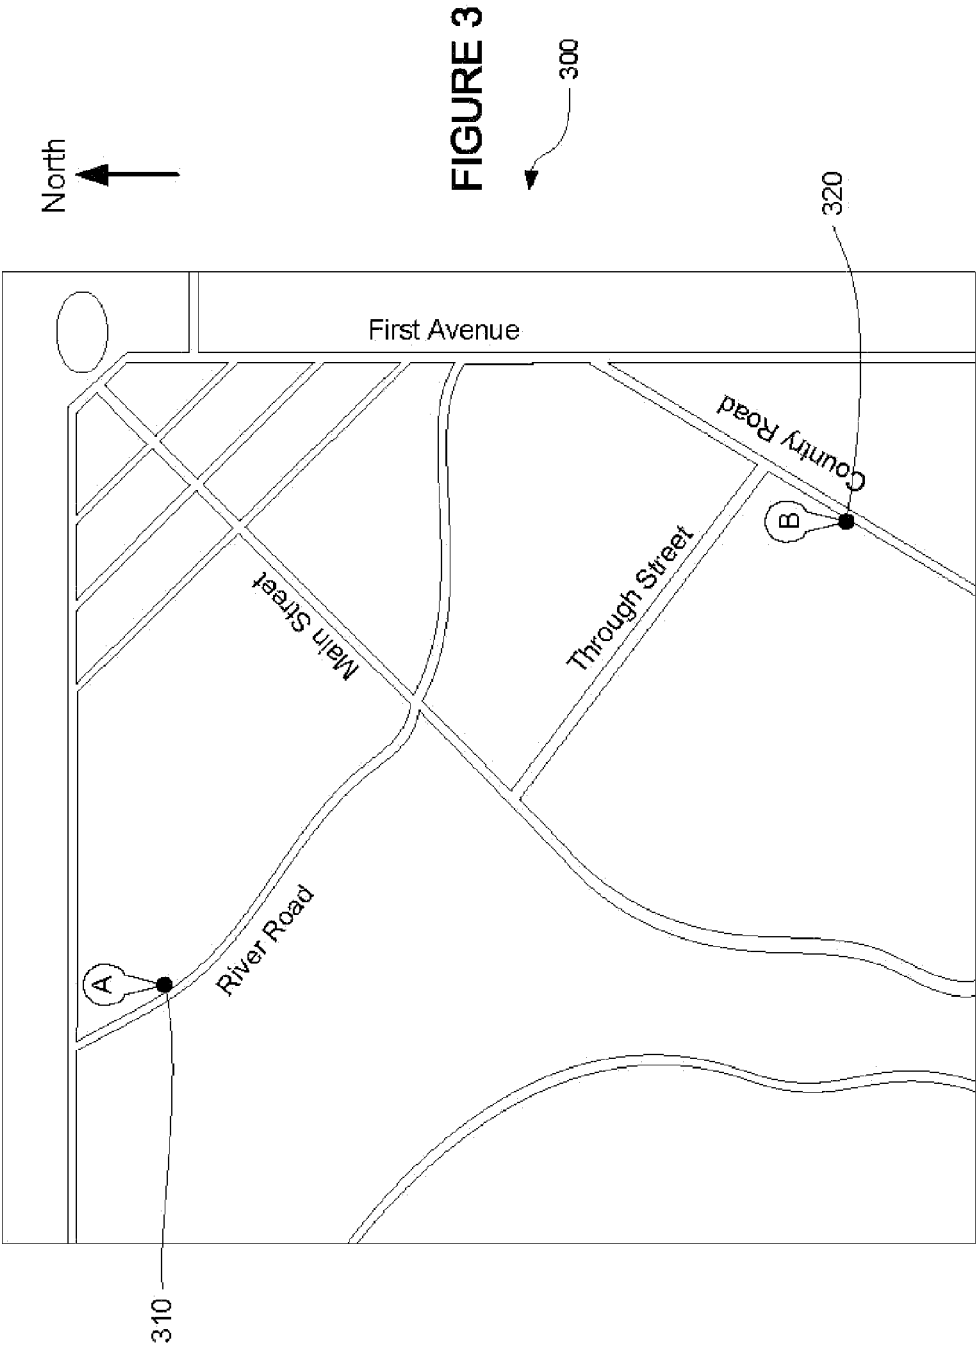 FIGURE 3
300
North
320
First Avenue
Country Road
B
Through Street
Main Street
River Road
A
310